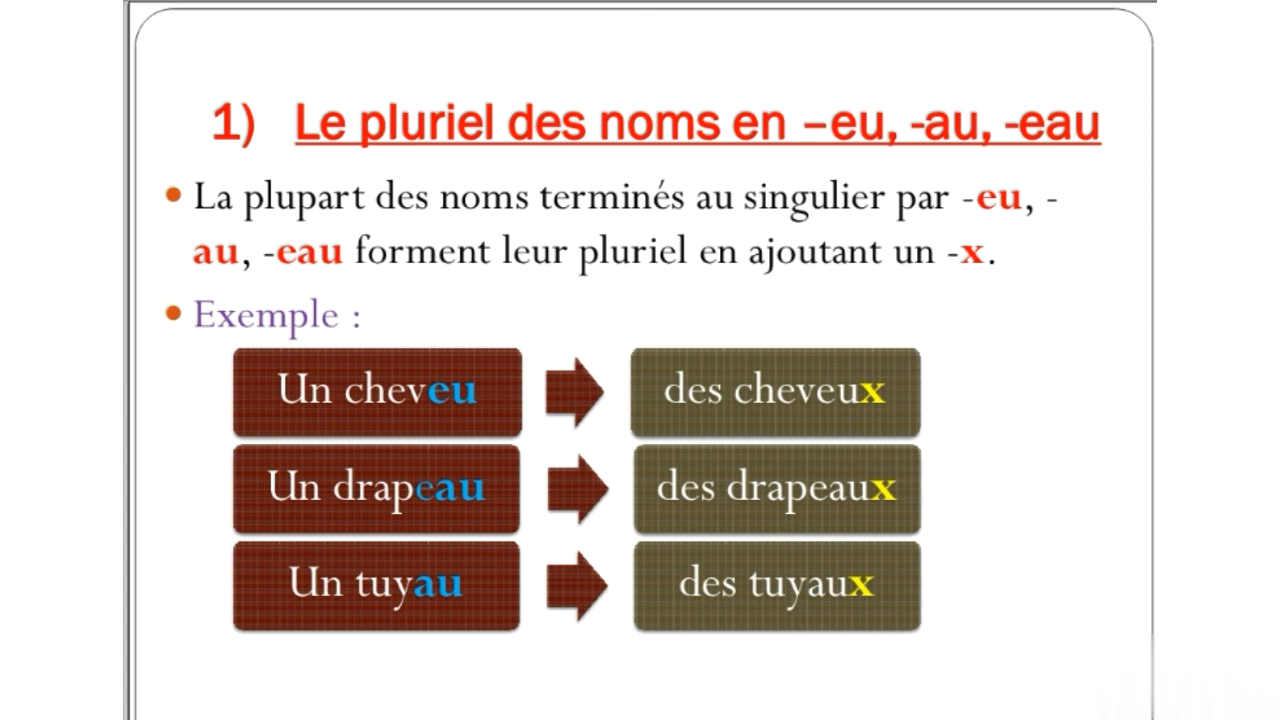 1) Le pluriel des noms en –eu, -au, -eau
• La plupart des noms terminés au singulier par -eu, -
au, -eau forment leur pluriel en ajoutant un -x.
• Exemple :
Un cheveu des cheveux
Un drapeau des drapeaux
Un tuyau des tuyaux